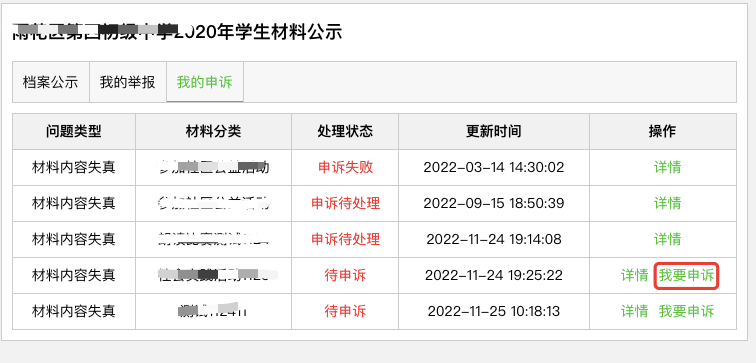 2020年学生材料公示
档案公示 我的举报 我的申诉
问题类型 材料分类 处理状态 更新时间 操作
材料内容失真 申诉失败 2022-03-14 14:30:02 详情
材料内容失真 申诉待处理 2022-09-15 18:50:39 详情
材料内容失真 申诉待处理 2022-11-24 19:14:08 详情
材料内容失真 待申诉 2022-11-24 19:25:22 详情 我要申诉
材料内容失真 待申诉 2022-11-25 10:18:13 详情 我要申诉